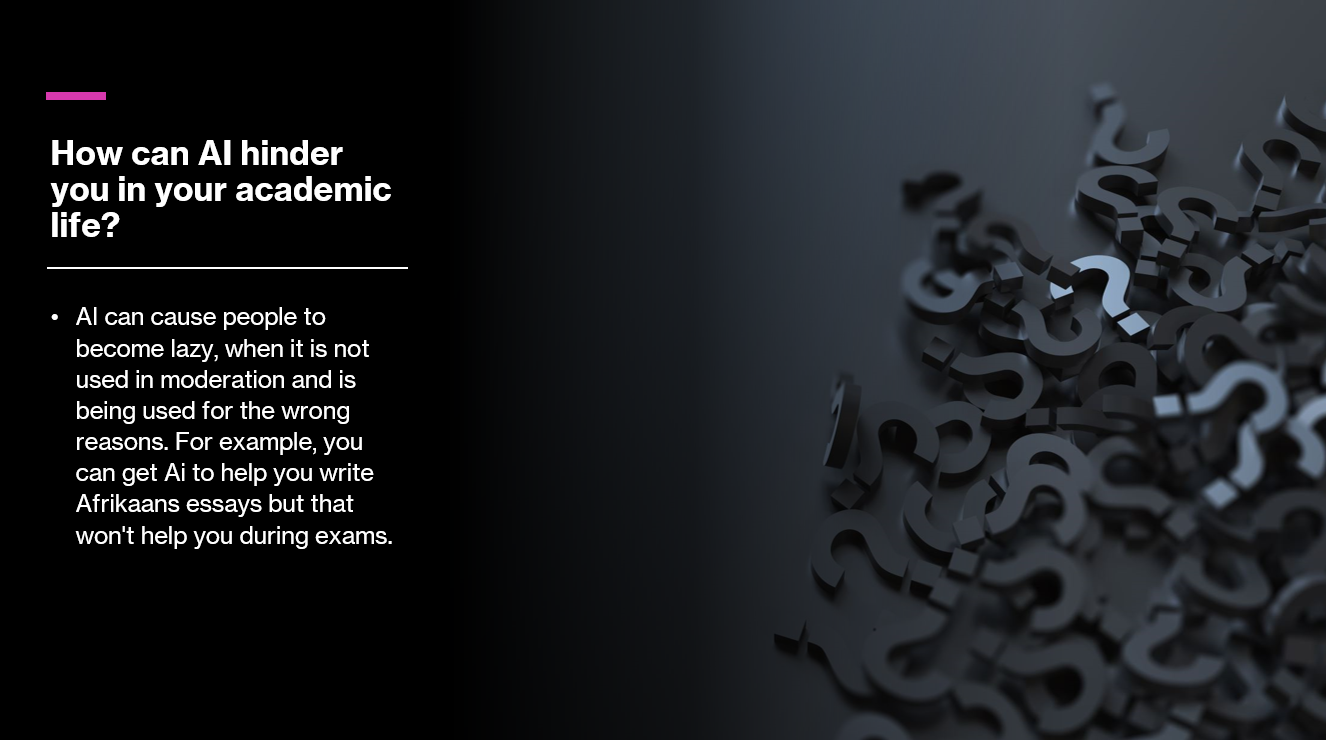 How can AI hinder
you in your academic
life?
• AI can cause people to
become lazy, when it is not
used in moderation and is
being used for the wrong
reasons. For example, you
can get Ai to help you write
Afrikaans essays but that
won't help you during exams.